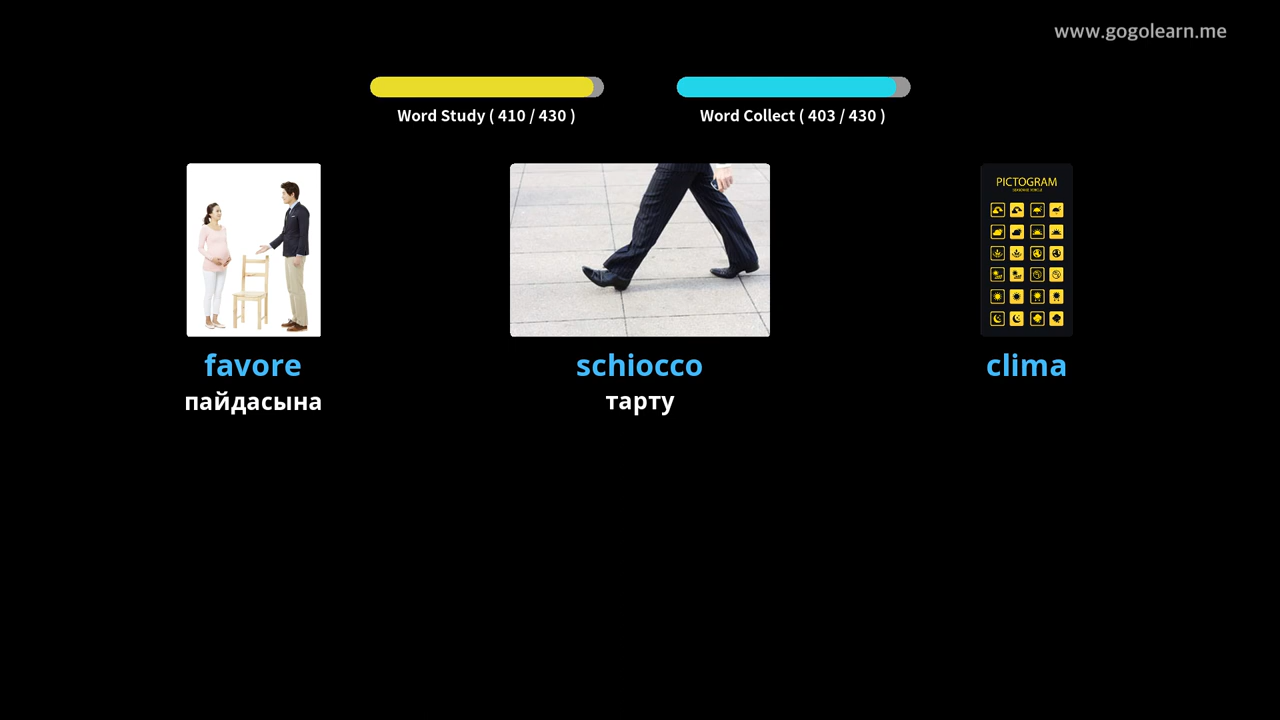 www.gogolearn.me
Word Study ( 410 / 430 )
Word Collect ( 403 / 430 )
PICTOGRAM
favore
schiocco
clima
пайдасына
тарту